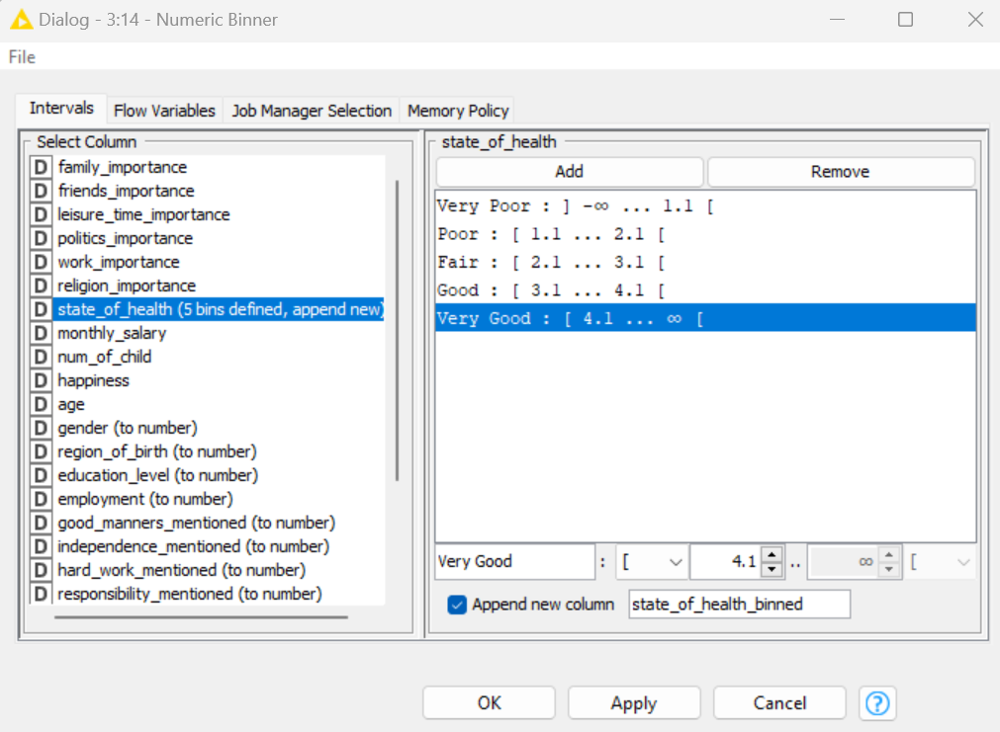 Dialog - 3:14 - Numeric Binner
File
Intervals Flow Variables Job Manager Selection Memory Policy
Select Column
D family_importance
D friends_importance
D leisure_time_importance
D politics_importance
D work_importance
D religion_importance
D state_of_health (5 bins defined, append new)
D monthly_salary
D num_of_child
D happiness
D age
D gender (to number)
D region_of_birth (to number)
D education_level (to number)
D employment (to number)
D good_manners_mentioned (to number)
D independence_mentioned (to number)
D hard_work_mentioned (to number)
D responsibility_mentioned (to number)
state_of_health
Add Remove
Very Poor : ] -∞ ... 1.1 [
Poor : [ 1.1 ... 2.1 [
Fair : [ 2.1 ... 3.1 [
Good : [ 3.1 ... 4.1 [
Very Good : [ 4.1 ... ∞ [
Very Good : [ 4.1 .. ∞ [
Append new column state_of_health_binned
OK Apply Cancel ?